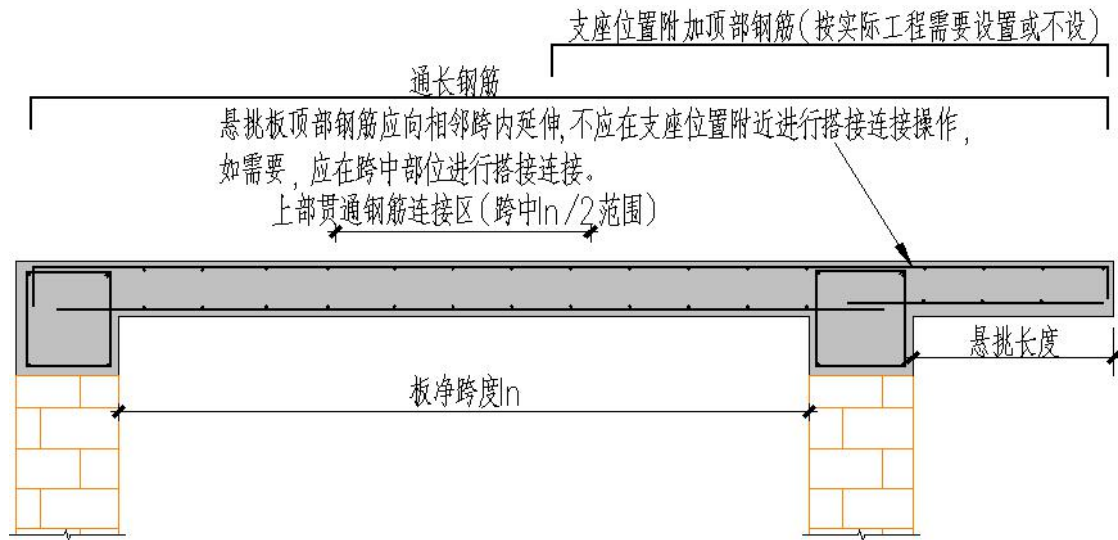 支座位置附加顶部钢筋(按实际工程需要设置或不设)
通长钢筋
悬挑板顶部钢筋应向相邻跨内延伸,不应在支座位置附近进行搭接连接操作,
如需要,应在跨中部位进行搭接连接。
上部贯通钢筋连接区(跨中ln/2范围)
悬挑长度
板净跨度ln